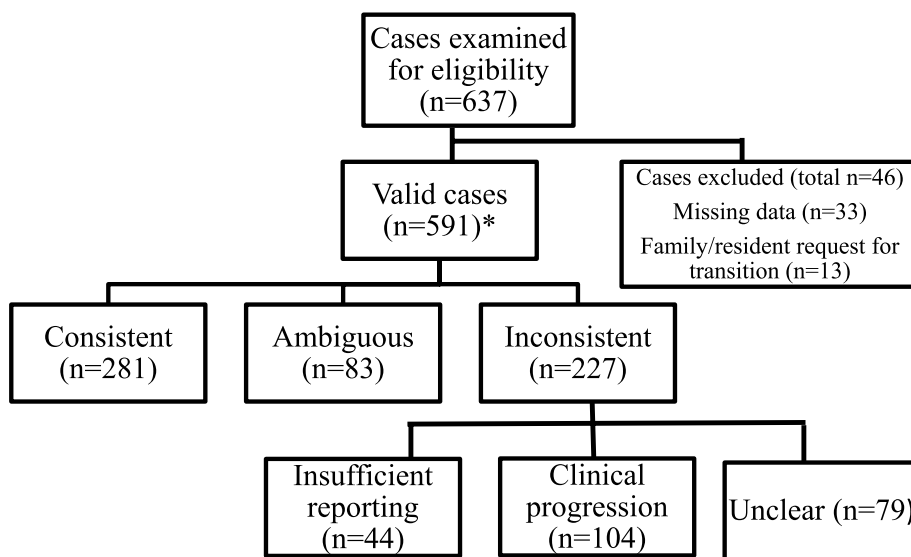 Cases examined
for eligibility
(n=637)
Valid cases
(n=591)*
Cases excluded (total n=46)
Missing data (n=33)
Family/resident request for
transition (n=13)
Consistent
(n=281)
Ambiguous
(n=83)
Inconsistent
(n=227)
Insufficient
reporting
(n=44)
Clinical
progression
(n=104)
Unclear (n=79)